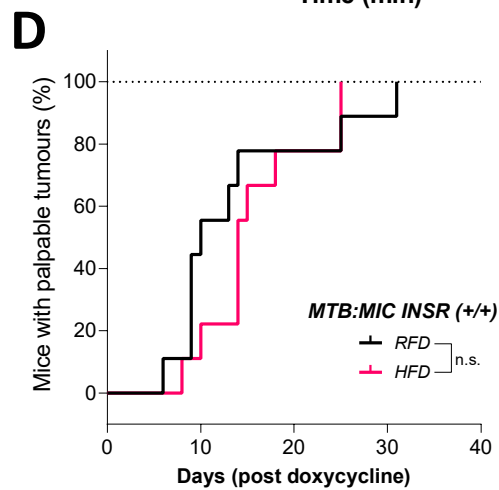 Time (min)
D
Mice with palpable tumours (%)
100
80
60
40
20
0
MTB:MIC INSR (+/+)
RFD
HFD
n.s.
0 10 20 30 40
Days (post doxycycline)